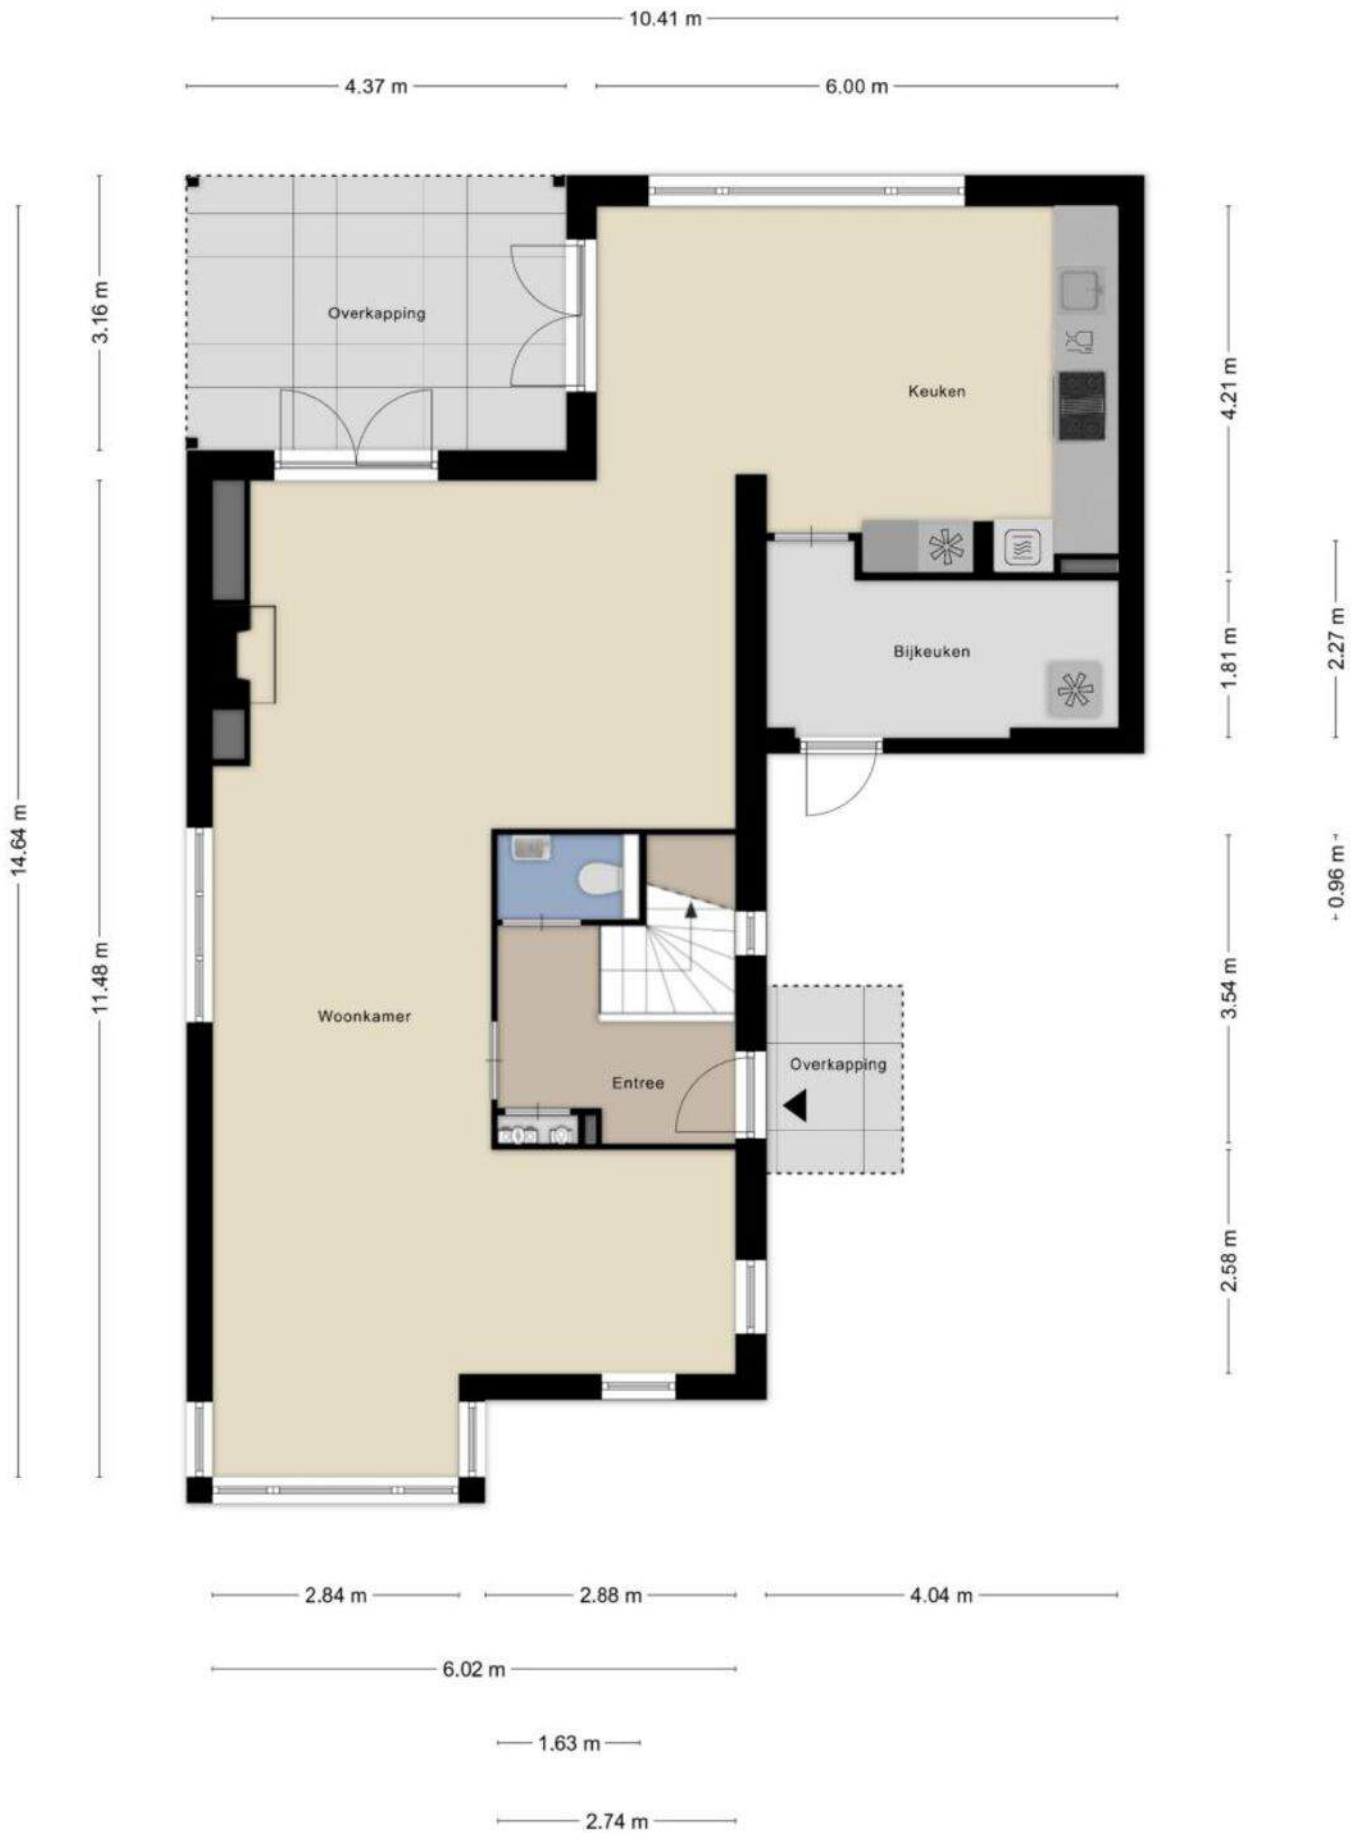 10.41 m
4.37 m
6.00 m
3.16 m
Overkapping
4.21 m
Keuken
2.27 m
1.81 m
Bijkeuken
14.64 m
0.96 m
11.48 m
3.54 m
Woonkamer
Overkapping
Entree
2.58 m
2.84 m
2.88 m
4.04 m
6.02 m
1.63 m
2.74 m